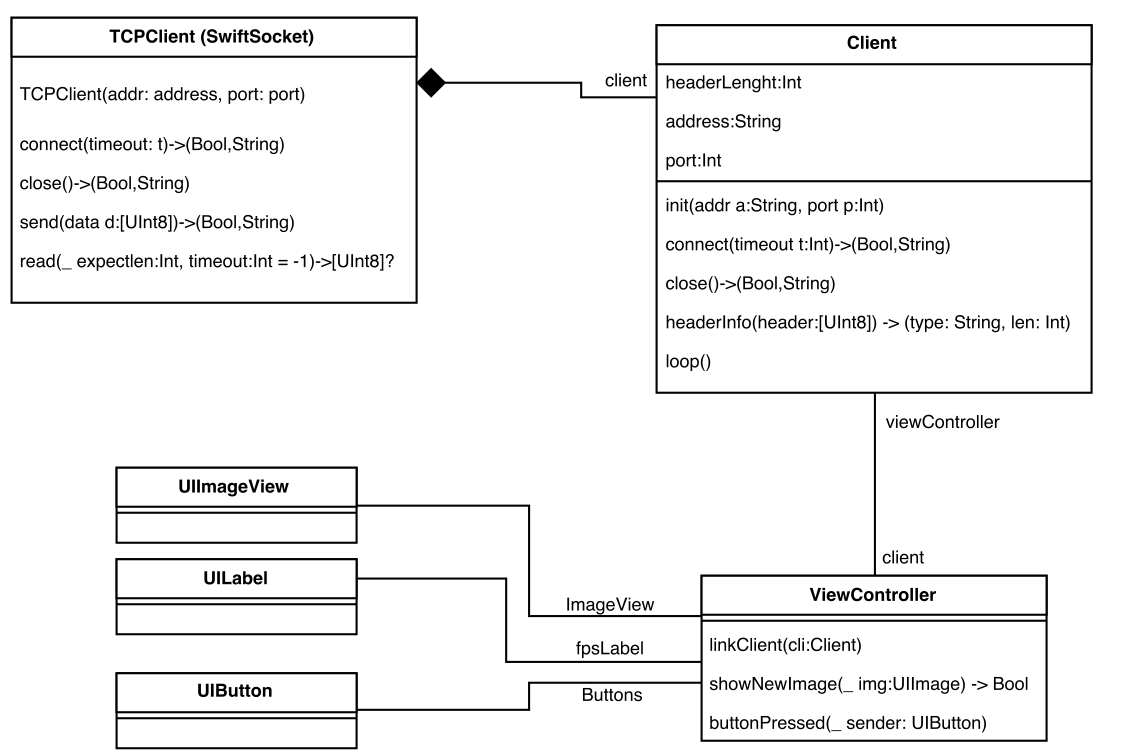 TCPClient (SwiftSocket)
TCPClient(addr: address, port: port)
connect(timeout: t)->(Bool,String)
close()->(Bool,String)
send(data d:[UInt8])->(Bool,String)
read(_ expectlen:Int, timeout:Int = -1)->[UInt8]?
client
Client
headerLenght:Int
address:String
port:Int
init(addr a:String, port p:Int)
connect(timeout t:Int)->(Bool,String)
close()->(Bool,String)
headerInfo(header:[UInt8]) -> (type: String, len: Int)
loop()
viewController
client
UIImageView
UILabel
UIButton
ImageView
fpsLabel
Buttons
ViewController
linkClient(cli:Client)
showNewImage(_ img:UIImage) -> Bool
buttonPressed(_ sender: UIButton)